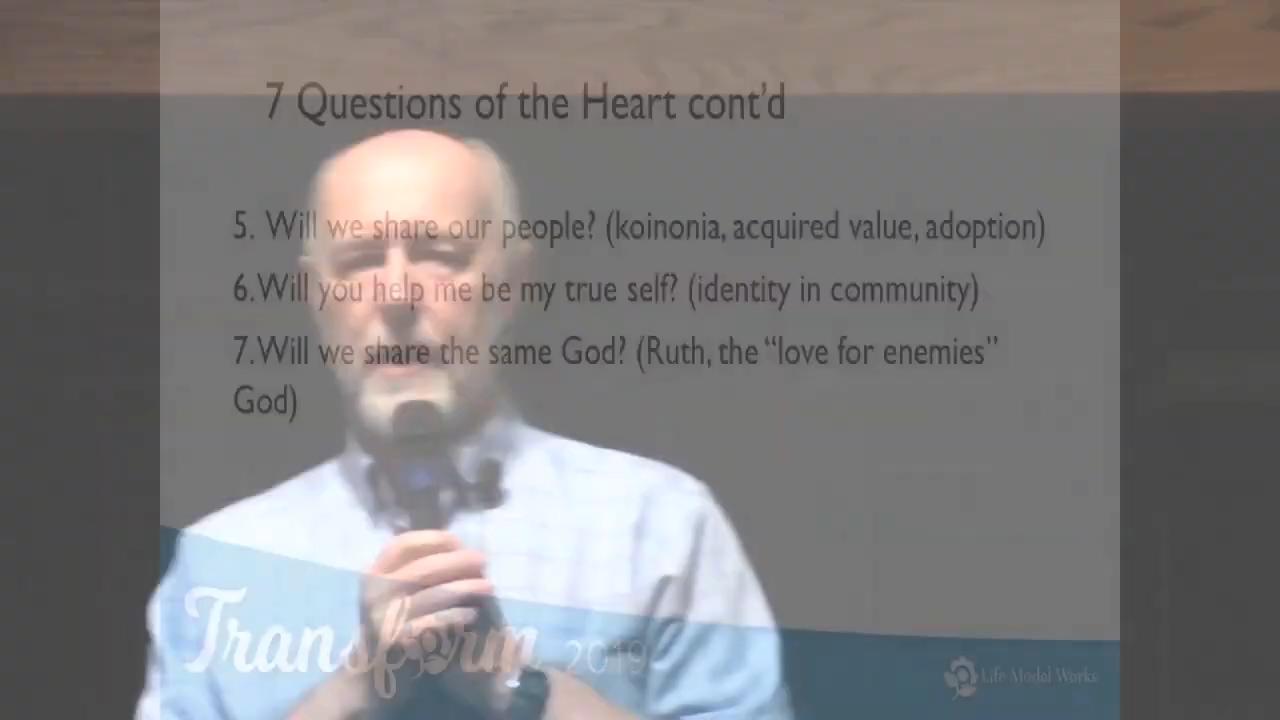 7 Questions of the Heart cont'd
5. Will we share our people? (koinonia, acquired value, adoption)
6. Will you help me be my true self? (identity in community)
7. Will we share the same God? (Ruth, the “love for enemies”
God)
Transform 2019
Life Model Works